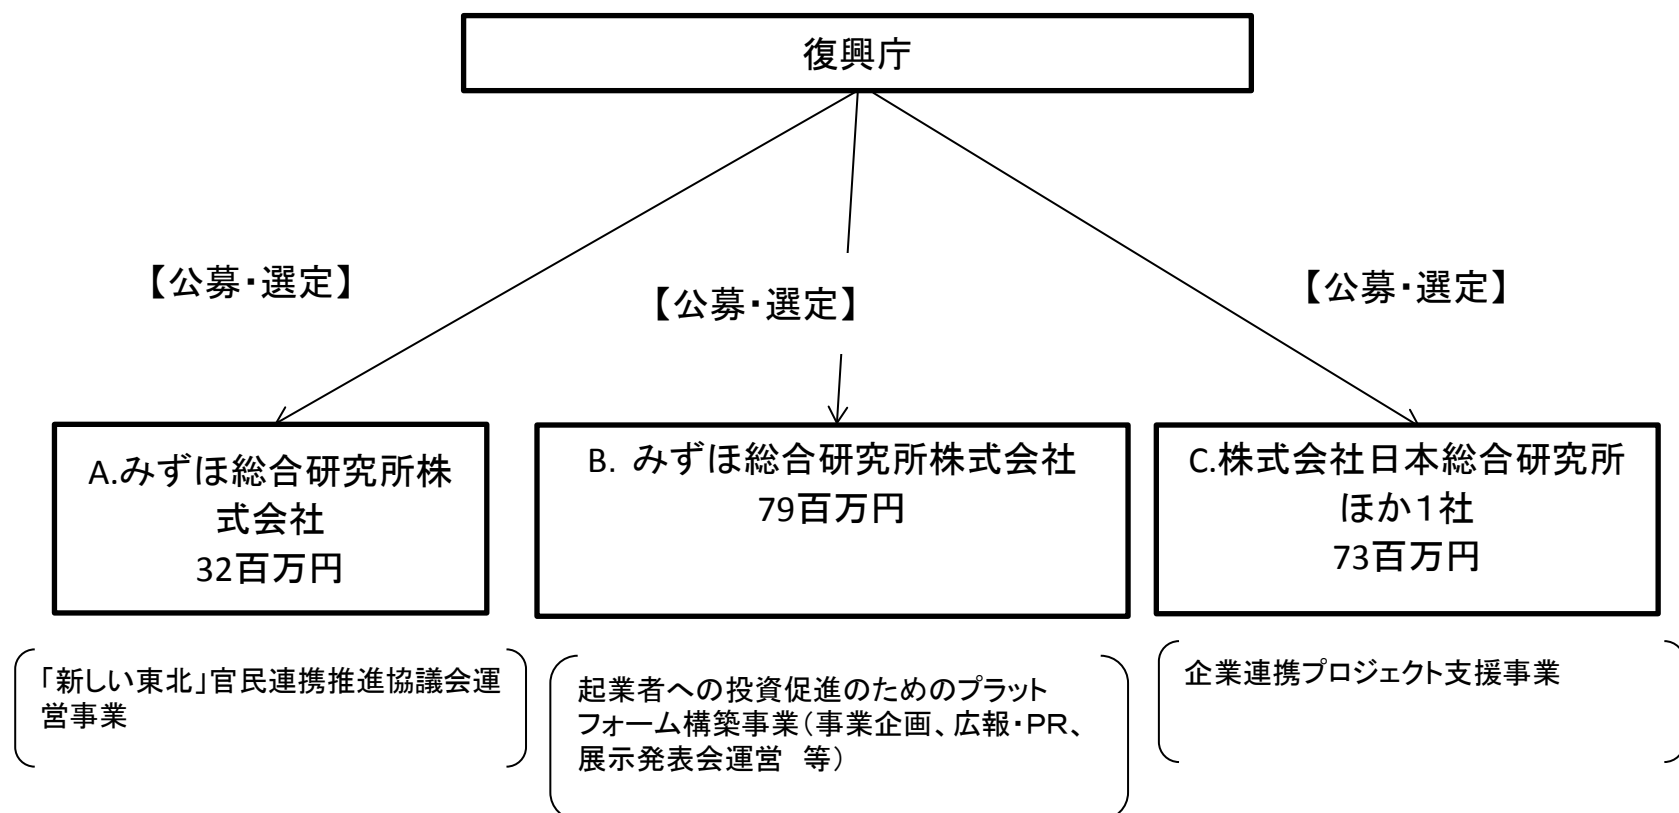 復興庁
【公募・選定】
【公募・選定】
【公募・選定】
A.みずほ総合研究所株
式会社
32百万円
B. みずほ総合研究所株式会社
79百万円
C.株式会社日本総合研究所
ほか１社
73百万円
「新しい東北」官民連携推進協議会運
営事業
起業者への投資促進のためのプラット
フォーム構築事業（事業企画、広報・PR、
展示発表会運営　等）
企業連携プロジェクト支援事業